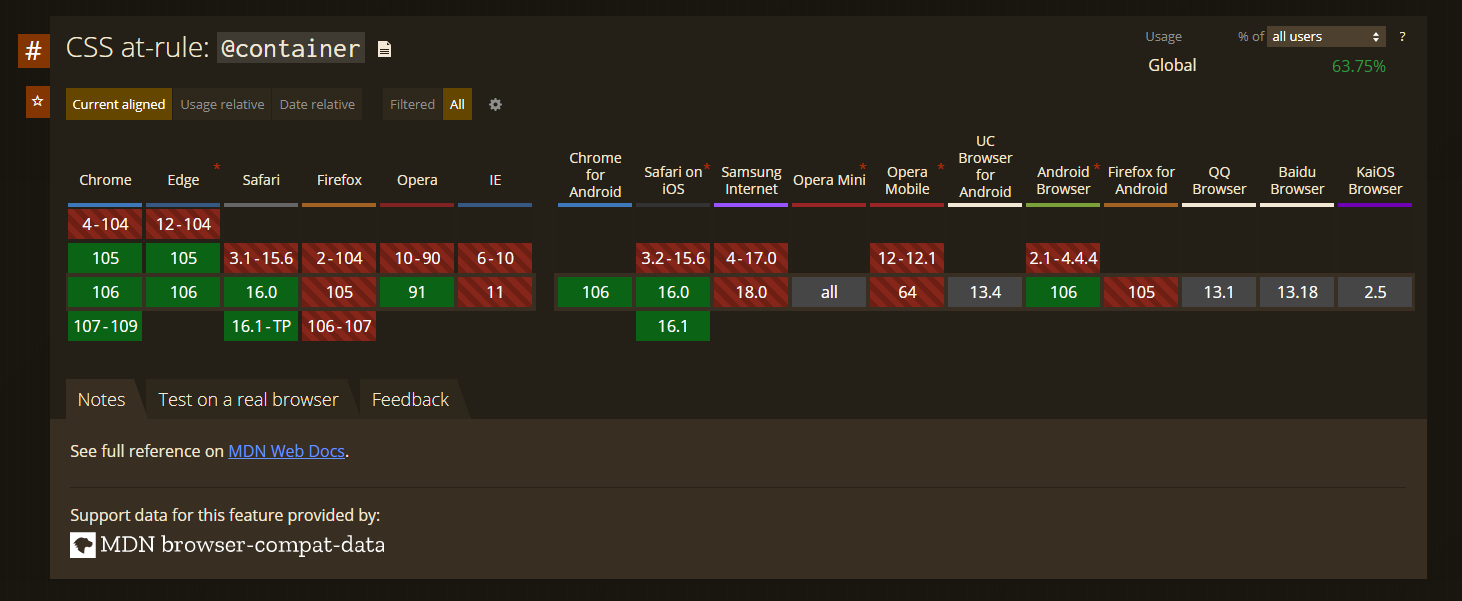 # CSS at-rule: @container
Usage % of all users ?
Global 63.75%
☆
Current aligned Usage relative Date relative Filtered All
Chrome Edge * Safari Firefox Opera IE
Chrome for Android Safari on iOS * Samsung Internet Opera Mini * Opera Mobile * UC Browser for Android Android Browser * Firefox for Android QQ Browser Baidu Browser KaiOS Browser
4-104 12-104
105 105 3.1-15.6 2-104 10-90 6-10 3.2-15.6 4-17.0 12-12.1 2.1-4.4.4
106 106 16.0 105 91 11 106 16.0 18.0 all 64 13.4 106 105 13.1 13.18 2.5
107-109 16.1-TP 106-107 16.1
Notes Test on a real browser Feedback
See full reference on MDN Web Docs.
Support data for this feature provided by:
MDN browser-compat-data